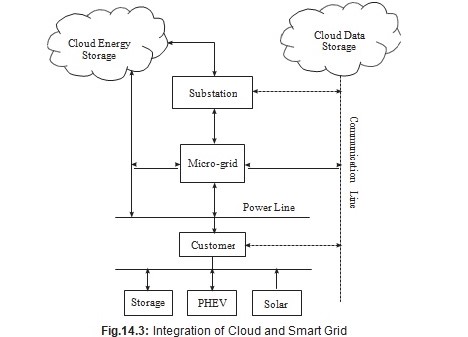 Cloud Energy
Storage
Cloud Data
Storage
Substation
Communication Line
Micro-grid
Power Line
Customer
Storage
PHEV
Solar
Fig.14.3: Integration of Cloud and Smart Grid